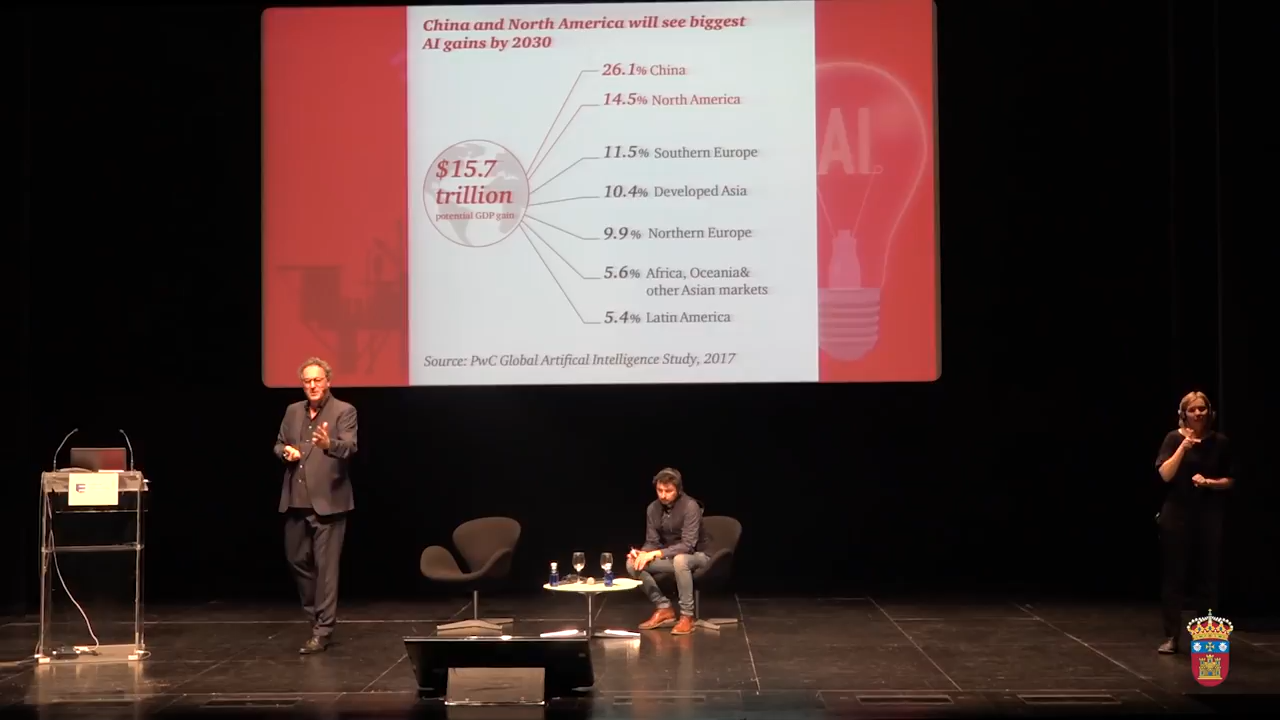 China and North America will see biggest
AI gains by 2030
26.1% China
14.5% North America
11.5% Southern Europe
$15.7
trillion
potential GDP gain
10.4% Developed Asia
9.9% Northern Europe
5.6% Africa, Oceania&
other Asian markets
5.4% Latin America
Source: PwC Global Artifical Intelligence Study, 2017
AI